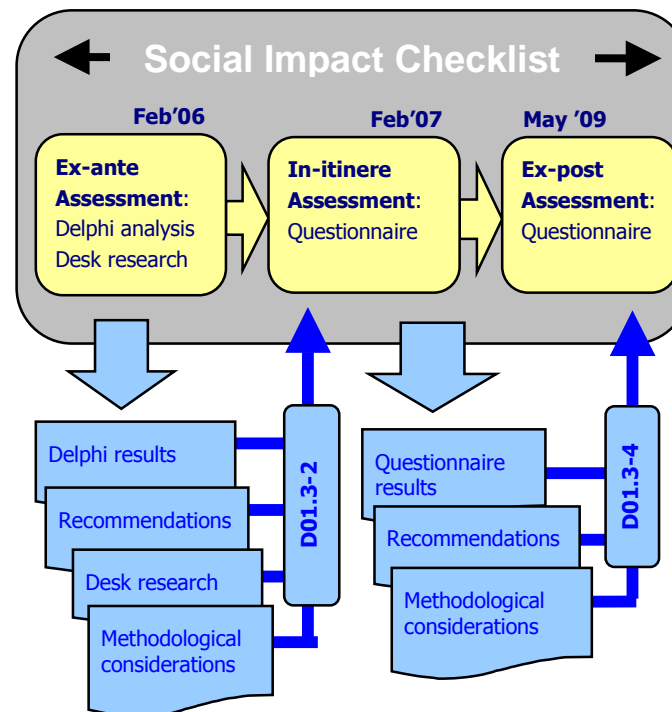 Social Impact Checklist
Feb'06
Feb'07
May '09
Ex-ante
Assessment:
Delphi analysis
Desk research
In-itinere
Assessment:
Questionnaire
Ex-post
Assessment:
Questionnaire
Delphi results
Recommendations
Desk research
Methodological
considerations
D01.3-2
Questionnaire
results
Recommendations
Methodological
considerations
D01.3-4